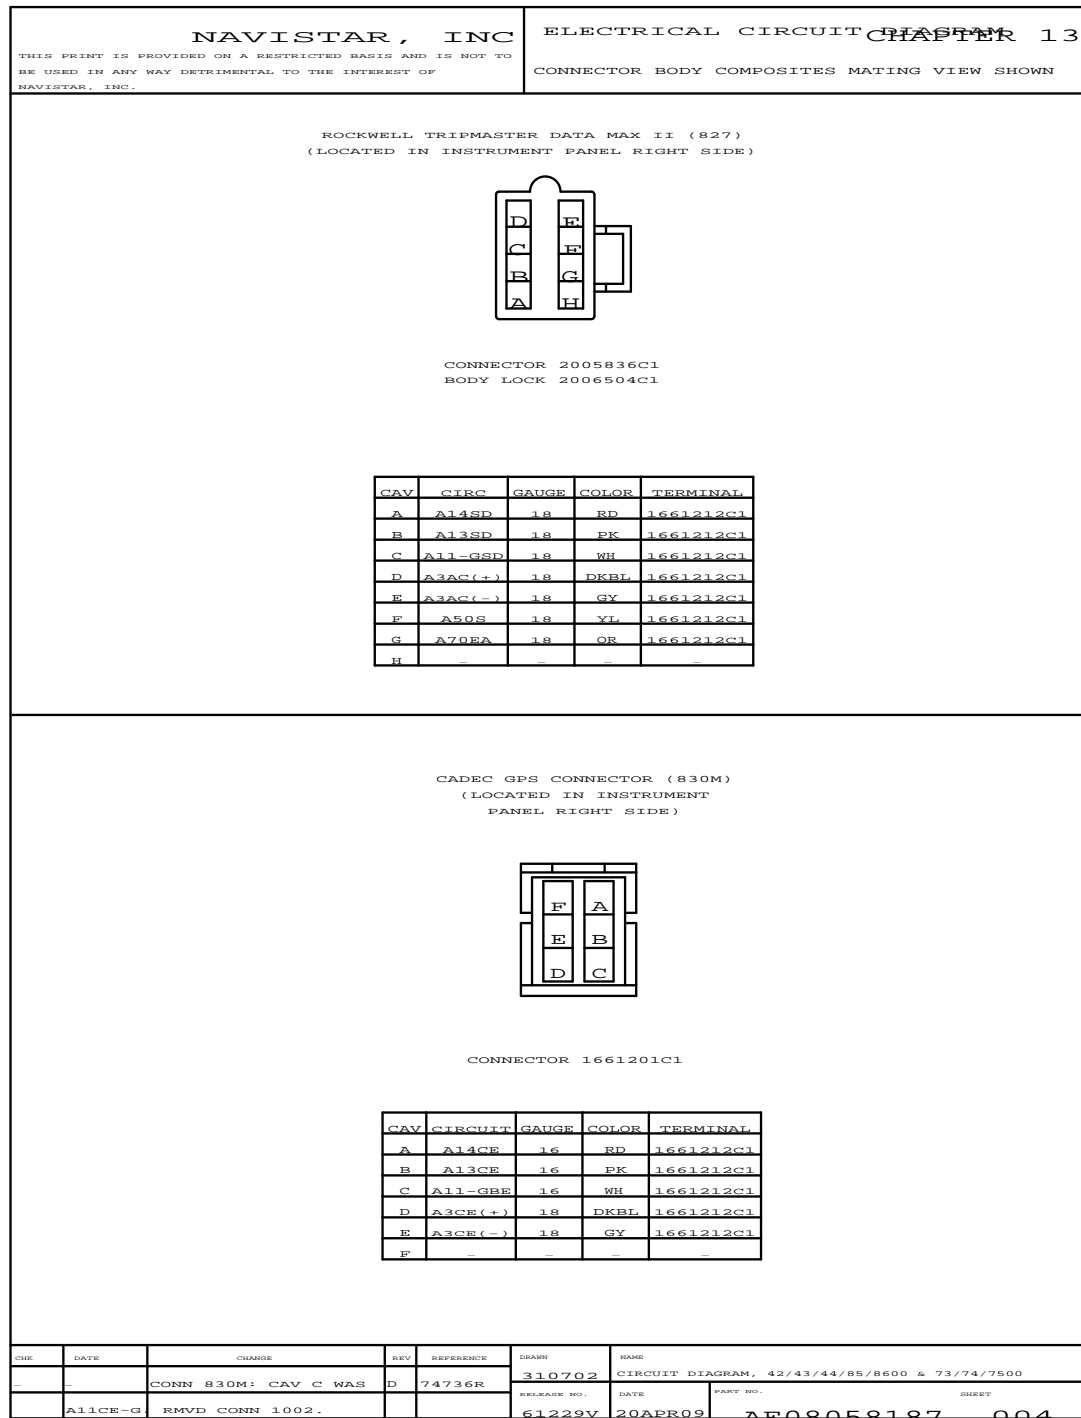 NAVISTAR, INC
THIS PRINT IS PROVIDED ON A RESTRICTED BASIS AND IS NOT TO
BE USED IN ANY WAY DETRIMENTAL TO THE INTEREST OF
NAVISTAR, INC.
ELECTRICAL CIRCUIT DIAGRAM
CHAPTER 13
CONNECTOR BODY COMPOSITES MATING VIEW SHOWN
ROCKWELL TRIPMASTER DATA MAX II (827)
(LOCATED IN INSTRUMENT PANEL RIGHT SIDE)
D E
C F
B G
A H
CONNECTOR 2005836C1
BODY LOCK 2006504C1
CAV CIRC GAUGE COLOR TERMINAL
A A14SD 18 RD 1661212C1
B A13SD 18 PK 1661212C1
C A11-GSD 18 WH 1661212C1
D A3AC(+) 18 DKBL 1661212C1
E A3AC(-) 18 GY 1661212C1
F A50S 18 YL 1661212C1
G A70EA 18 OR 1661212C1
H - - - -
CADEC GPS CONNECTOR (830M)
(LOCATED IN INSTRUMENT
PANEL RIGHT SIDE)
F A
E B
D C
CONNECTOR 1661201C1
CAV CIRCUIT GAUGE COLOR TERMINAL
A A14CE 16 RD 1661212C1
B A13CE 16 PK 1661212C1
C A11-GBE 16 WH 1661212C1
D A3CE(+) 18 DKBL 1661212C1
E A3CE(-) 18 GY 1661212C1
F - - - -
CHK DATE CHANGE REV REFERENCE
- - CONN 830M: CAV C WAS D 74736R
A11CE-G. RMVD CONN 1002.
DRAWN
310702
NAME
CIRCUIT DIAGRAM, 42/43/44/85/8600 & 73/74/7500
RELEASE NO.
61229V
DATE
20APR09
PART NO.
AF08058187
SHEET
004